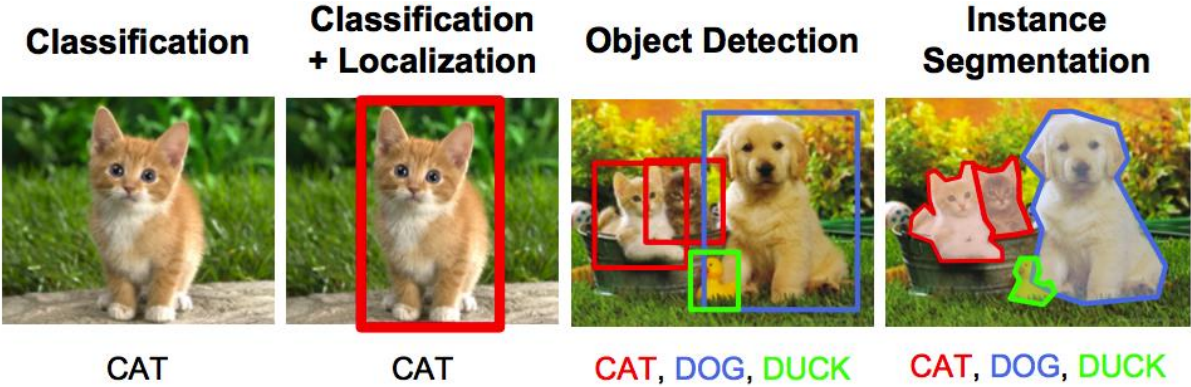 Classification
Classification
+ Localization
Object Detection
Instance
Segmentation
CAT
CAT
CAT, DOG, DUCK
CAT, DOG, DUCK